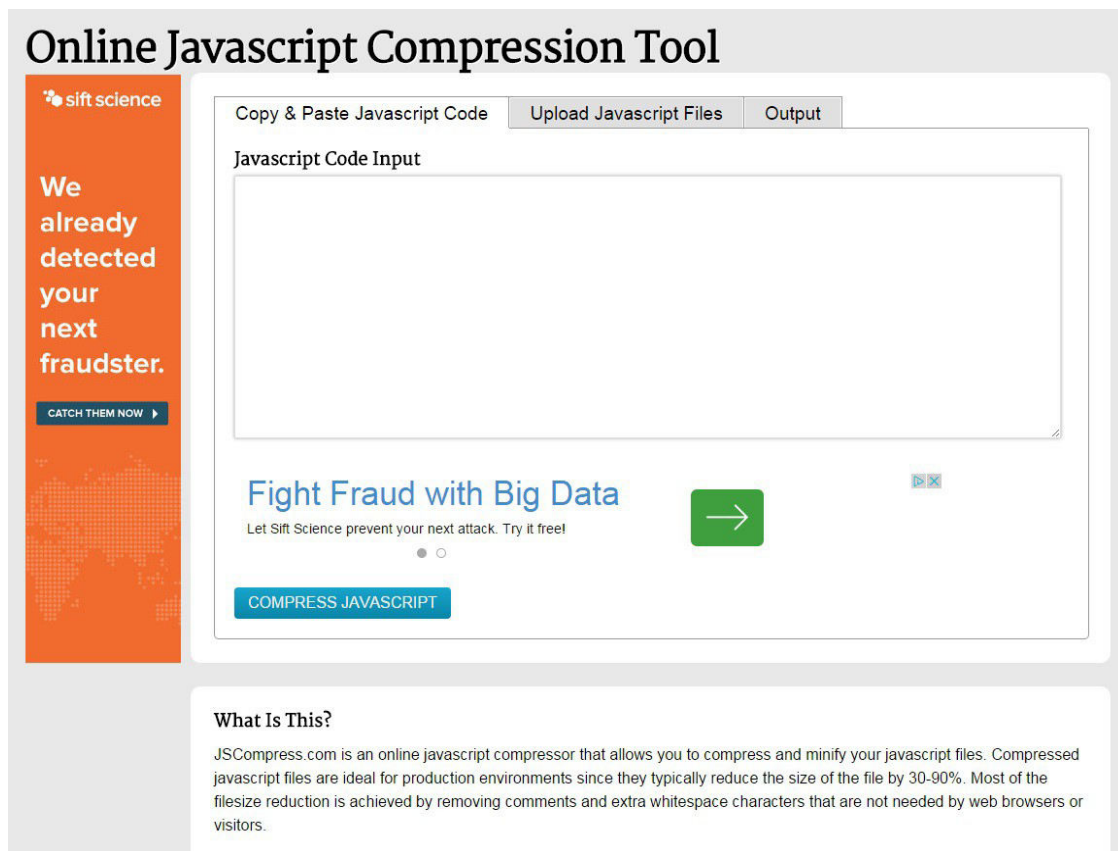 Online Javascript Compression Tool
sift science
We
already
detected
your
next
fraudster.
CATCH THEM NOW
Copy & Paste Javascript Code
Upload Javascript Files
Output
Javascript Code Input
Fight Fraud with Big Data
Let Sift Science prevent your next attack. Try it free!
COMPRESS JAVASCRIPT
What Is This?
JSCompress.com is an online javascript compressor that allows you to compress and minify your javascript files. Compressed
javascript files are ideal for production environments since they typically reduce the size of the file by 30-90%. Most of the
filesize reduction is achieved by removing comments and extra whitespace characters that are not needed by web browsers or
visitors.